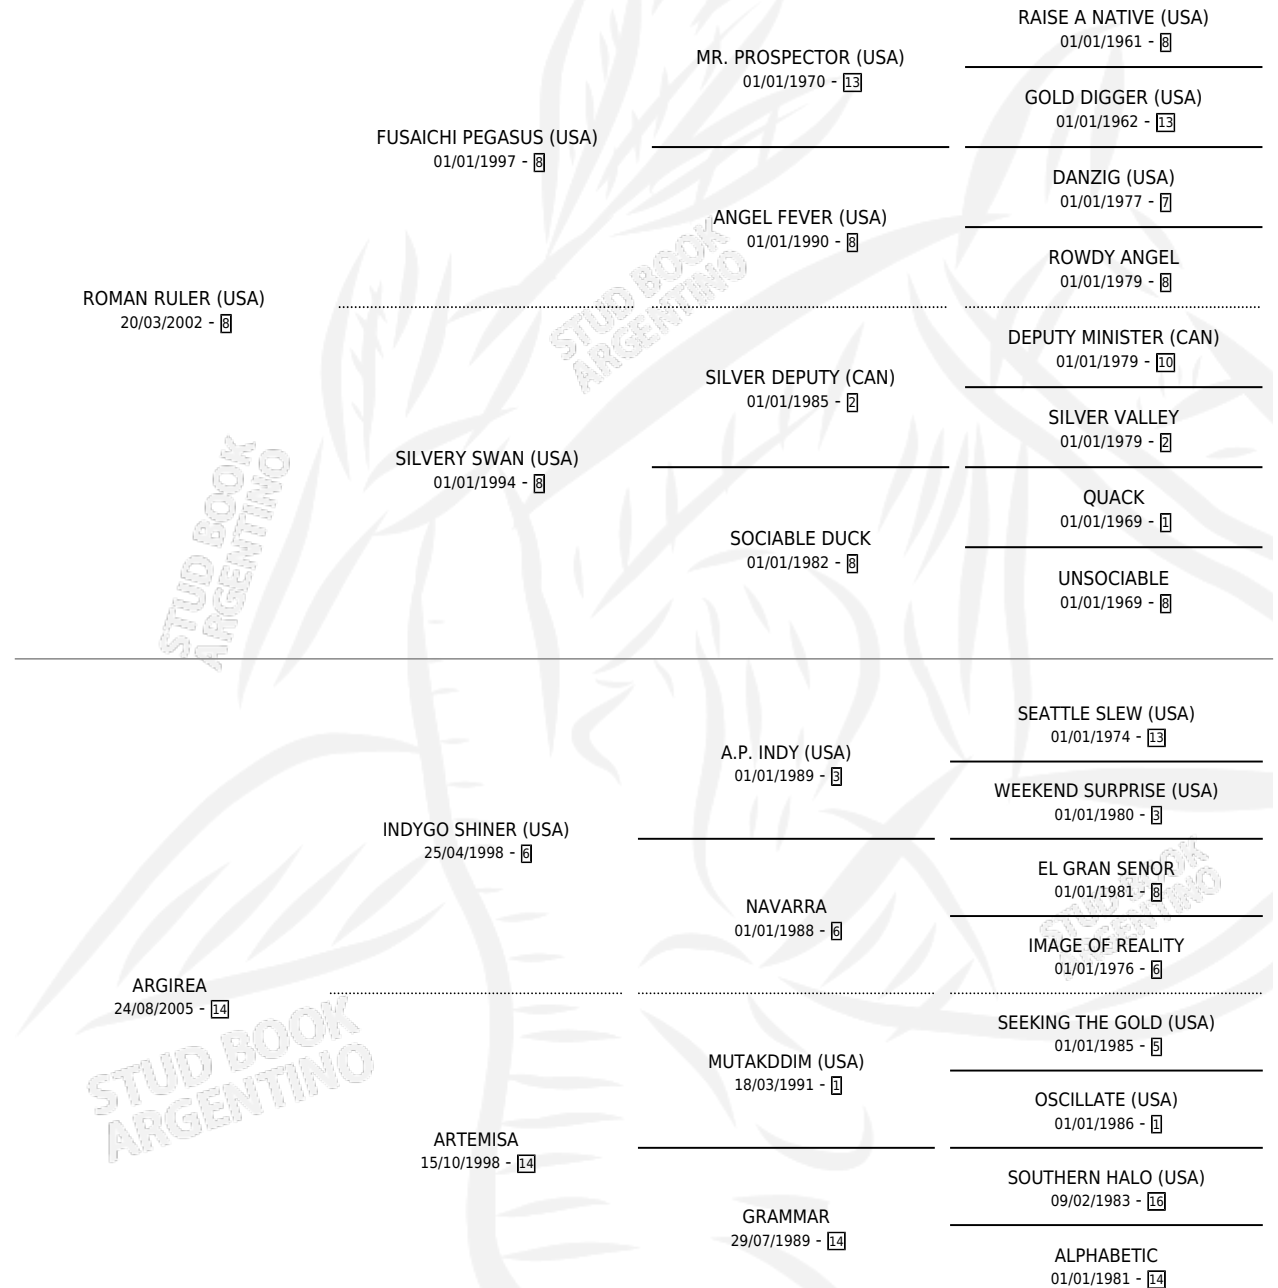 RAISE A NATIVE (USA)
01/01/1961 - 8
MR. PROSPECTOR (USA)
01/01/1970 - 13
GOLD DIGGER (USA)
01/01/1962 - 13
FUSAICHI PEGASUS (USA)
01/01/1997 - 8
DANZIG (USA)
01/01/1977 - 7
ANGEL FEVER (USA)
01/01/1990 - 8
ROWDY ANGEL
01/01/1979 - 8
STUD BOOK
ARGENTINO
ROMAN RULER (USA)
20/03/2002 - 8
DEPUTY MINISTER (CAN)
01/01/1979 - 10
SILVER DEPUTY (CAN)
01/01/1985 - 2
SILVER VALLEY
01/01/1979 - 2
SILVERY SWAN (USA)
01/01/1994 - 8
QUACK
01/01/1969 - 1
SOCIABLE DUCK
01/01/1982 - 8
UNSOCIABLE
01/01/1969 - 8
STUD BOOK
ARGENTINO
SEATTLE SLEW (USA)
01/01/1974 - 13
A.P. INDY (USA)
01/01/1989 - 3
WEEKEND SURPRISE (USA)
01/01/1980 - 3
INDYGO SHINER (USA)
25/04/1998 - 6
EL GRAN SENOR
01/01/1981 - 8
NAVARRA
01/01/1988 - 6
IMAGE OF REALITY
01/01/1976 - 6
STUD BOOK
ARGENTINO
ARGIREA
24/08/2005 - 14
SEEKING THE GOLD (USA)
01/01/1985 - 5
MUTAKDDIM (USA)
18/03/1991 - 1
OSCILLATE (USA)
01/01/1986 - 1
STUD BOOK
ARGENTINO
ARTEMISA
15/10/1998 - 14
SOUTHERN HALO (USA)
09/02/1983 - 16
GRAMMAR
29/07/1989 - 14
ALPHABETIC
01/01/1981 - 14